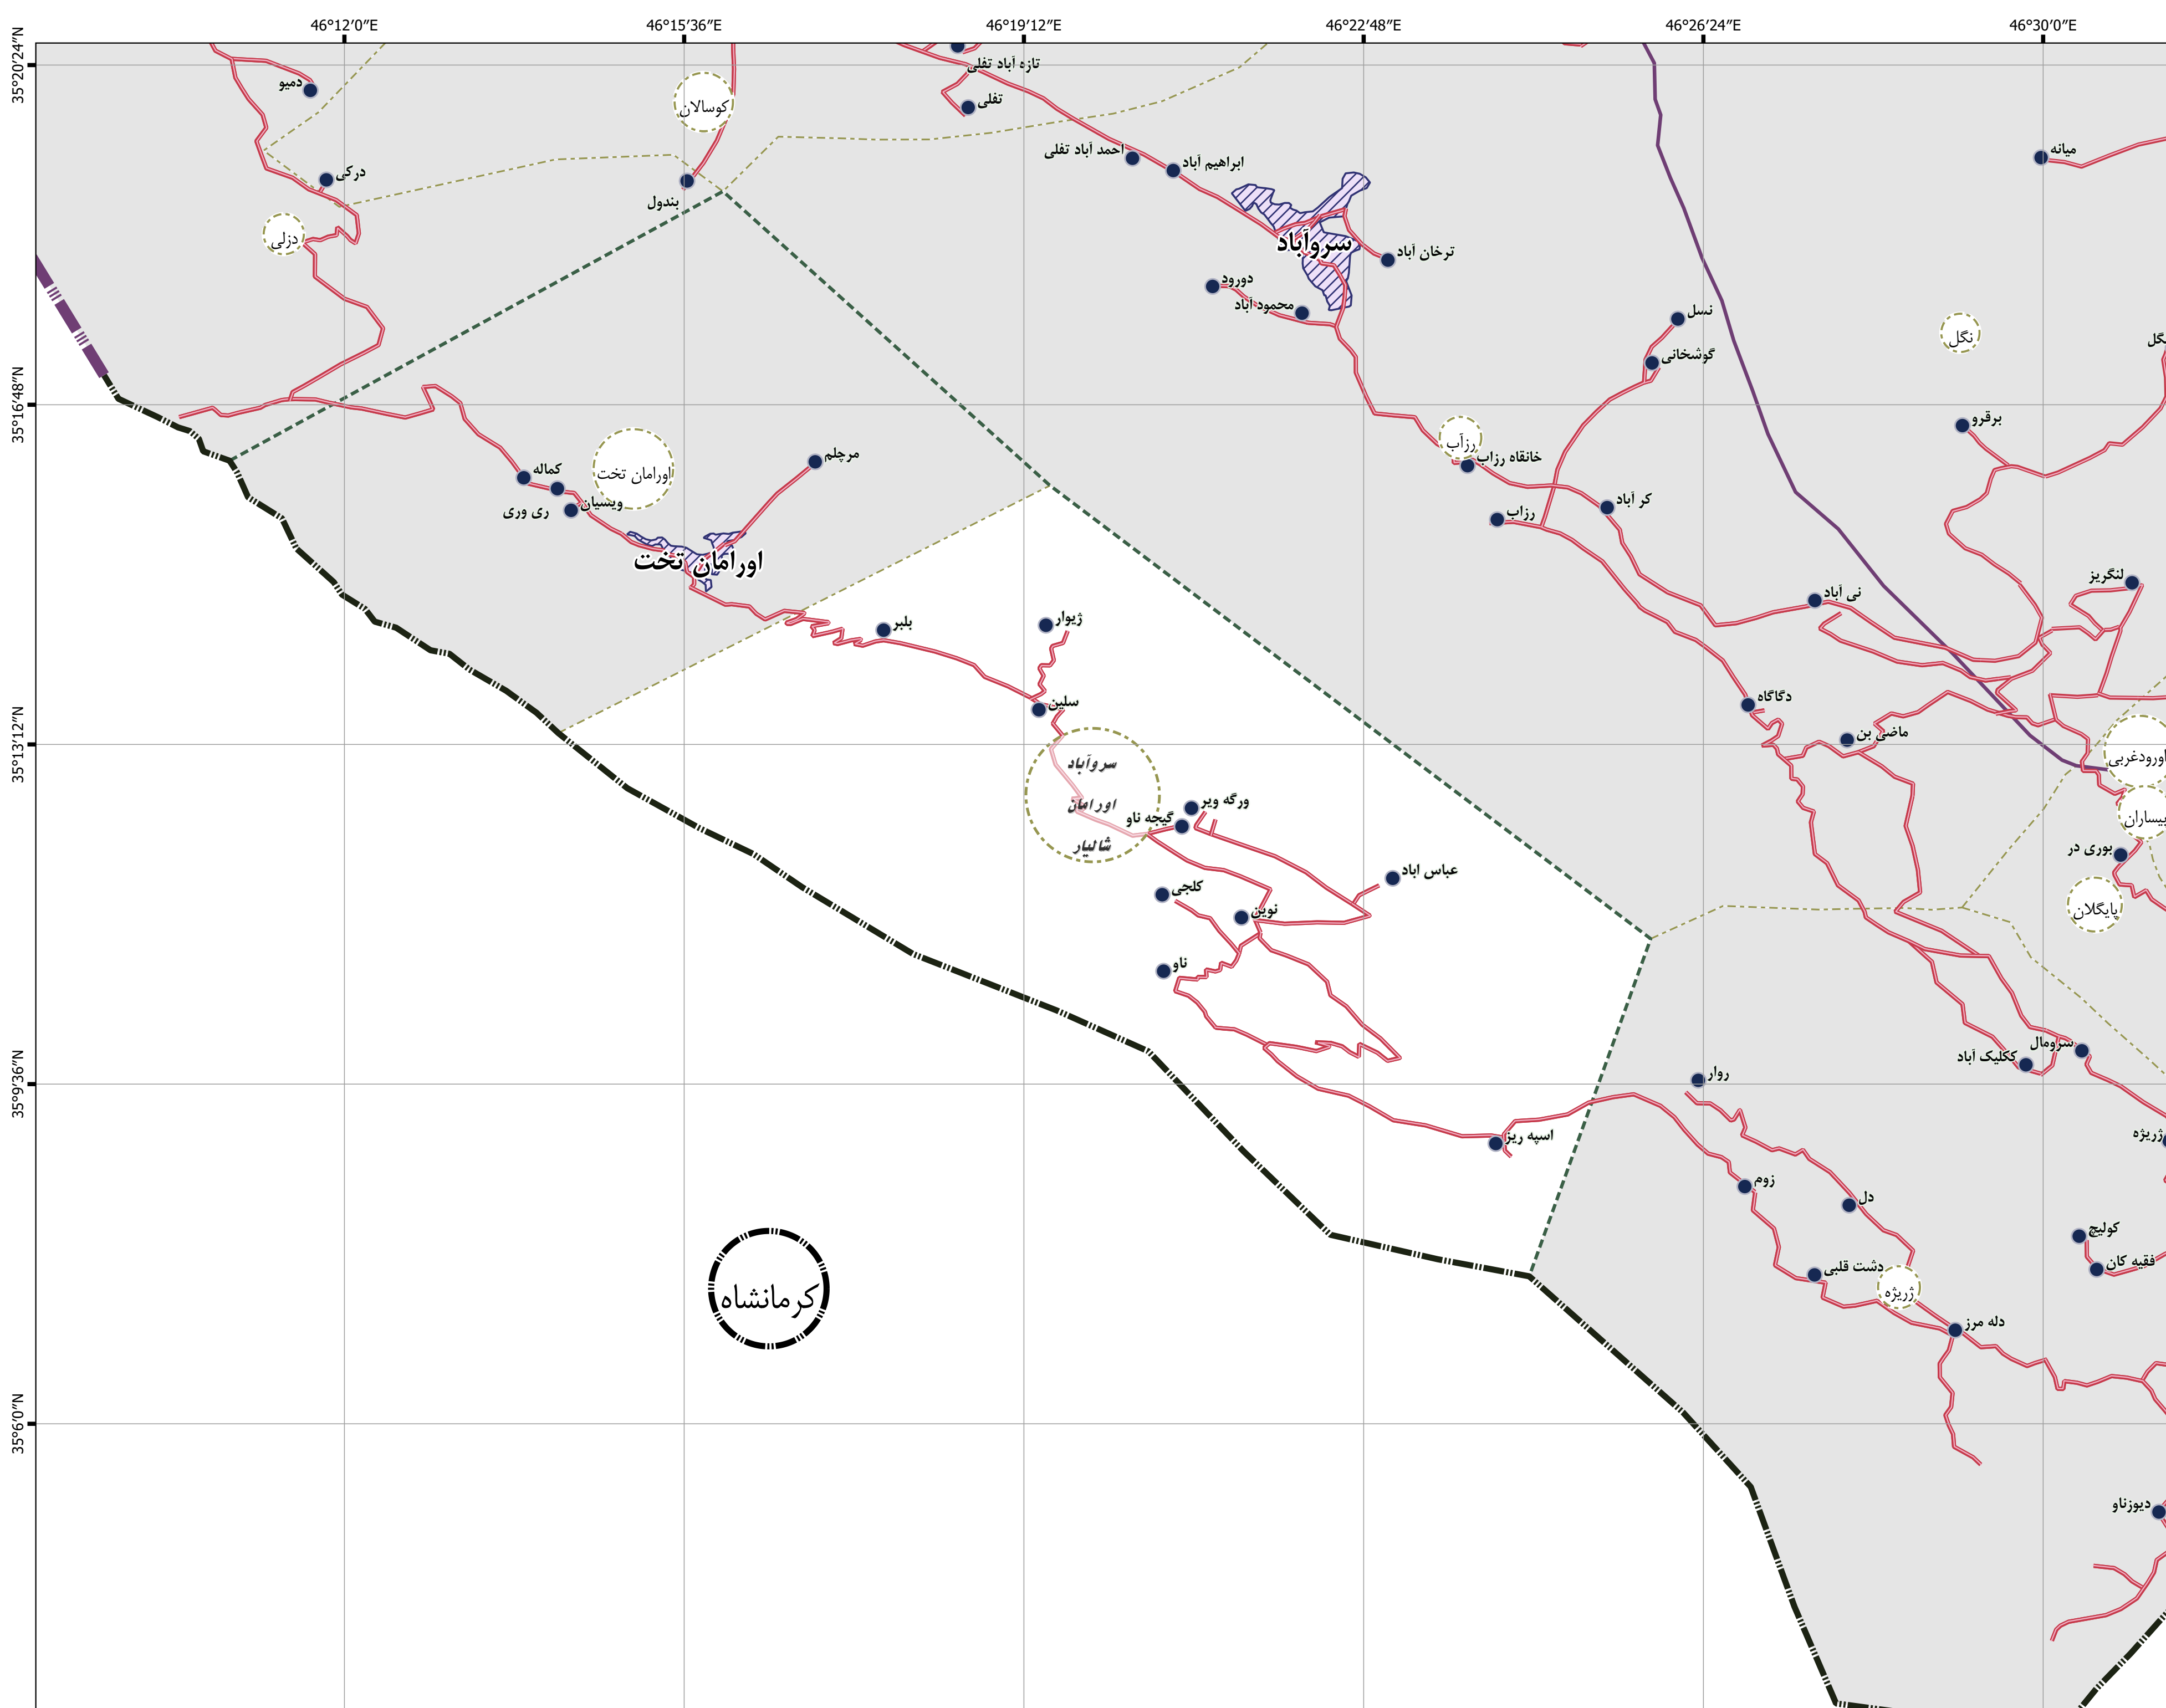 46°12′0″E
46°15′36″E
46°19′12″E
46°22′48″E
46°26′24″E
46°30′0″E
35°20′24″N
35°16′48″N
35°13′12″N
35°9′36″N
35°6′0″N
تازه آباد تفلی
دمیو
تفلی
کوسالان
احمد آباد تفلی
ابراهیم آباد
میانه
درکی
بندول
دزلی
سروآباد
ترخان آباد
دورود
محمود آباد
نسل
نگل
گوشخانی
برقرو
رزآب
خانقاه رزاب
مرچلم
کماله
اورامان تخت
ویسیان
ری وری
کر آباد
رزاب
اورامان تخت
لنگریز
نی آباد
ژیوار
بلبر
سلین
دگاگاه
ماضی بن
اورودغربی
سروآباد
اورامان
شالیار
ورگه ویر
گیجه ناو
بیساران
بوری در
عباس اباد
کلجی
نوین
پایگلان
ناو
سرومال
ککلیک آباد
روار
اسپه ریز
ژریژه
زوم
دل
کولیچ
فقیه کان
دشت قلبی
ژریژه
کرمانشاه
دله مرز
دیوزناو